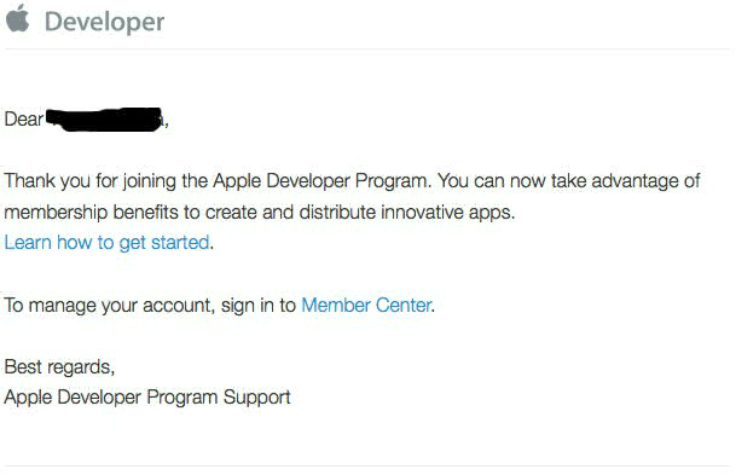 Developer
Dear ,
Thank you for joining the Apple Developer Program. You can now take advantage of
membership benefits to create and distribute innovative apps.
Learn how to get started.
To manage your account, sign in to Member Center.
Best regards,
Apple Developer Program Support